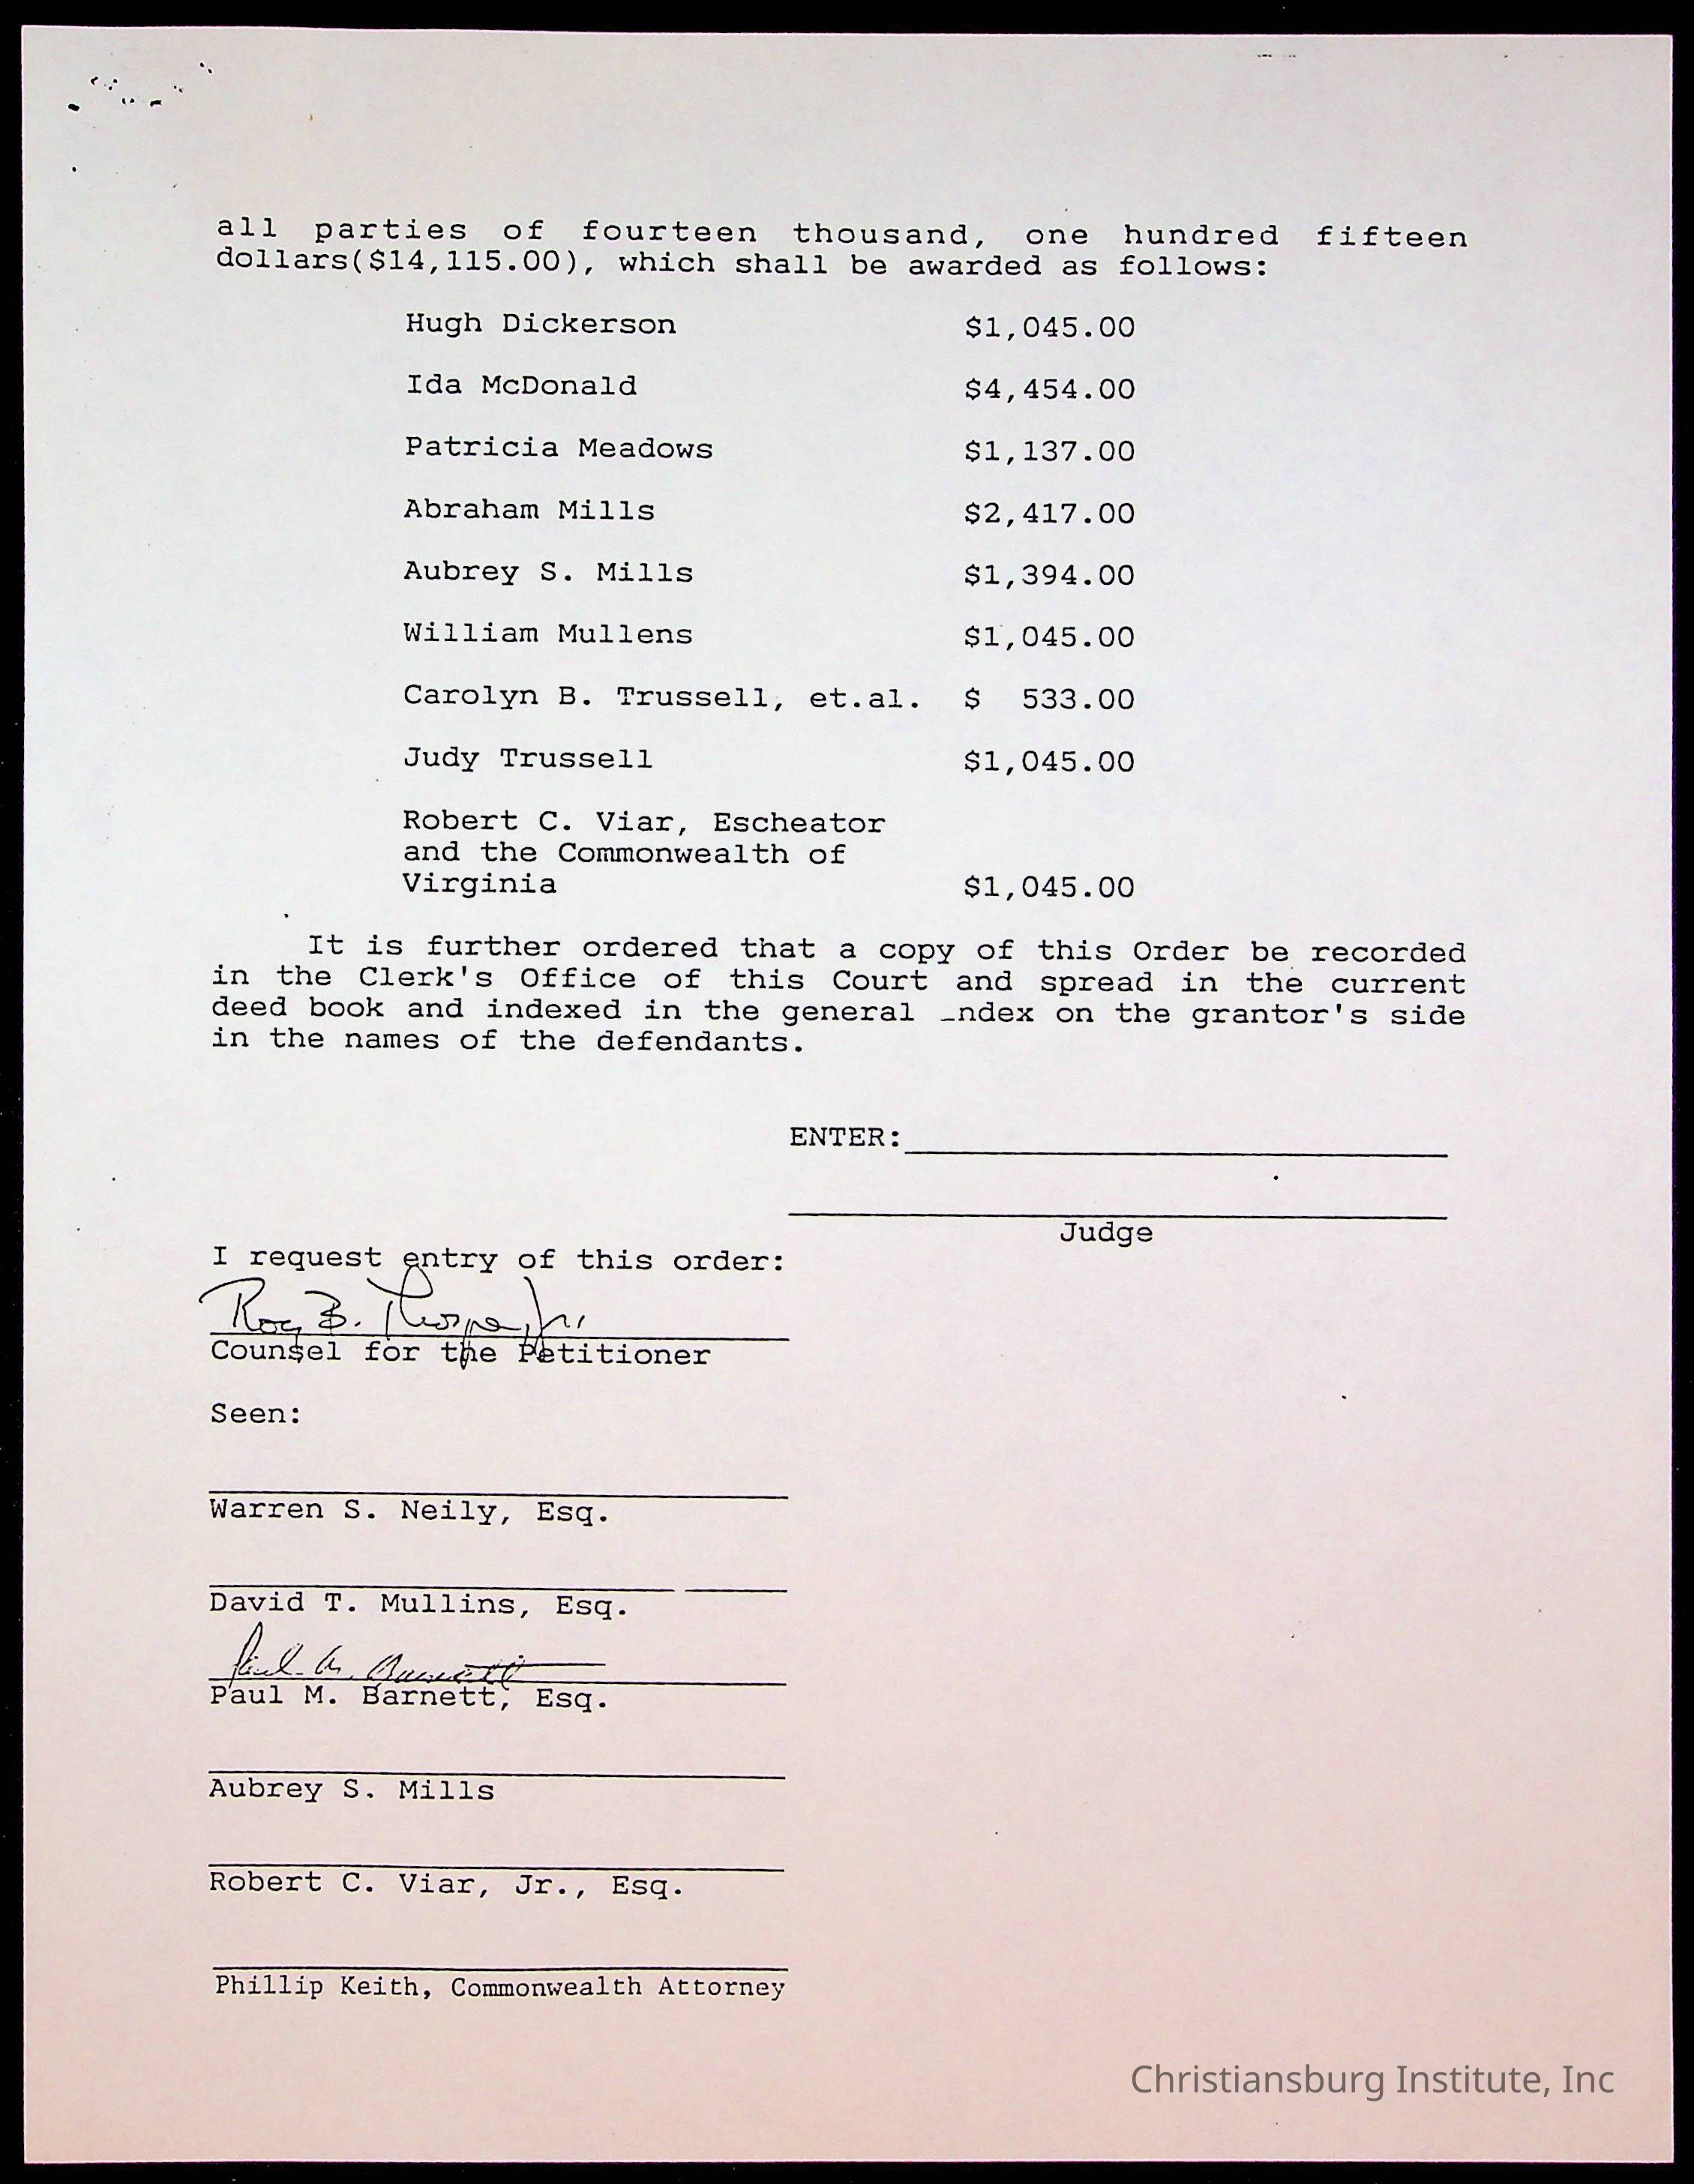 all parties of fourteen thousand, one hundred fifteen
dollars($14,115.00), which shall be awarded as follows:
Hugh Dickerson $1,045.00
Ida McDonald $4,454.00
Patricia Meadows $1,137.00
Abraham Mills $2,417.00
Aubrey S. Mills $1,394.00
William Mullens $1,045.00
Carolyn B. Trussell, et.al. $ 533.00
Judy Trussell $1,045.00
Robert C. Viar, Escheator
and the Commonwealth of
Virginia $1,045.00
It is further ordered that a copy of this Order be recorded
in the Clerk's Office of this Court and spread in the current
deed book and indexed in the general _ndex on the grantor's side
in the names of the defendants.
ENTER:
Judge
I request entry of this order:
Roy B. Thorpe, Jr.
Counsel for the Petitioner
Seen:
Warren S. Neily, Esq.
David T. Mullins, Esq.
Paul M. Barnett
Paul M. Barnett, Esq.
Aubrey S. Mills
Robert C. Viar, Jr., Esq.
Phillip Keith, Commonwealth Attorney
Christiansburg Institute, Inc